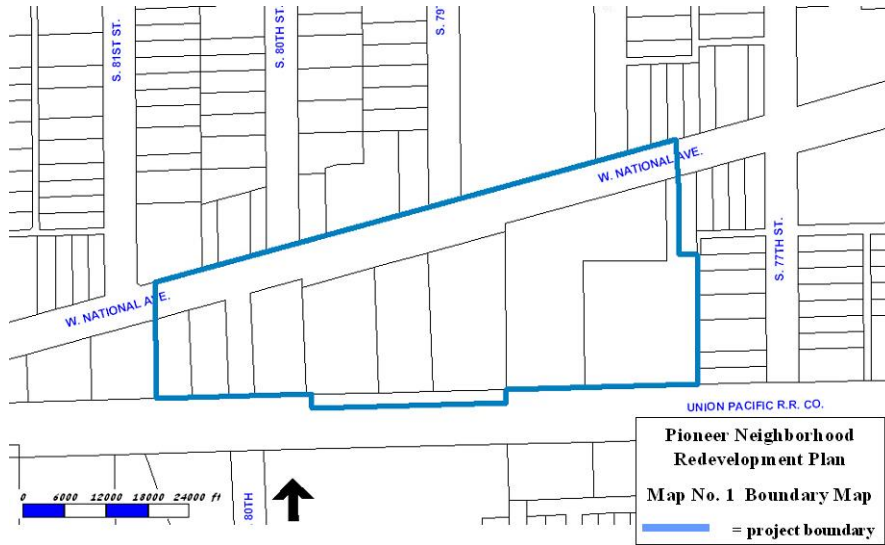 S. 81ST ST.
S. 80TH ST.
S. 79T
W. NATIONAL AVE.
S. 77TH ST.
W. NATIONAL AVE.
UNION PACIFIC R.R. CO.
Pioneer Neighborhood
Redevelopment Plan
Map No. 1 Boundary Map
= project boundary
0 6000 12000 18000 24000 ft
S. 80TH